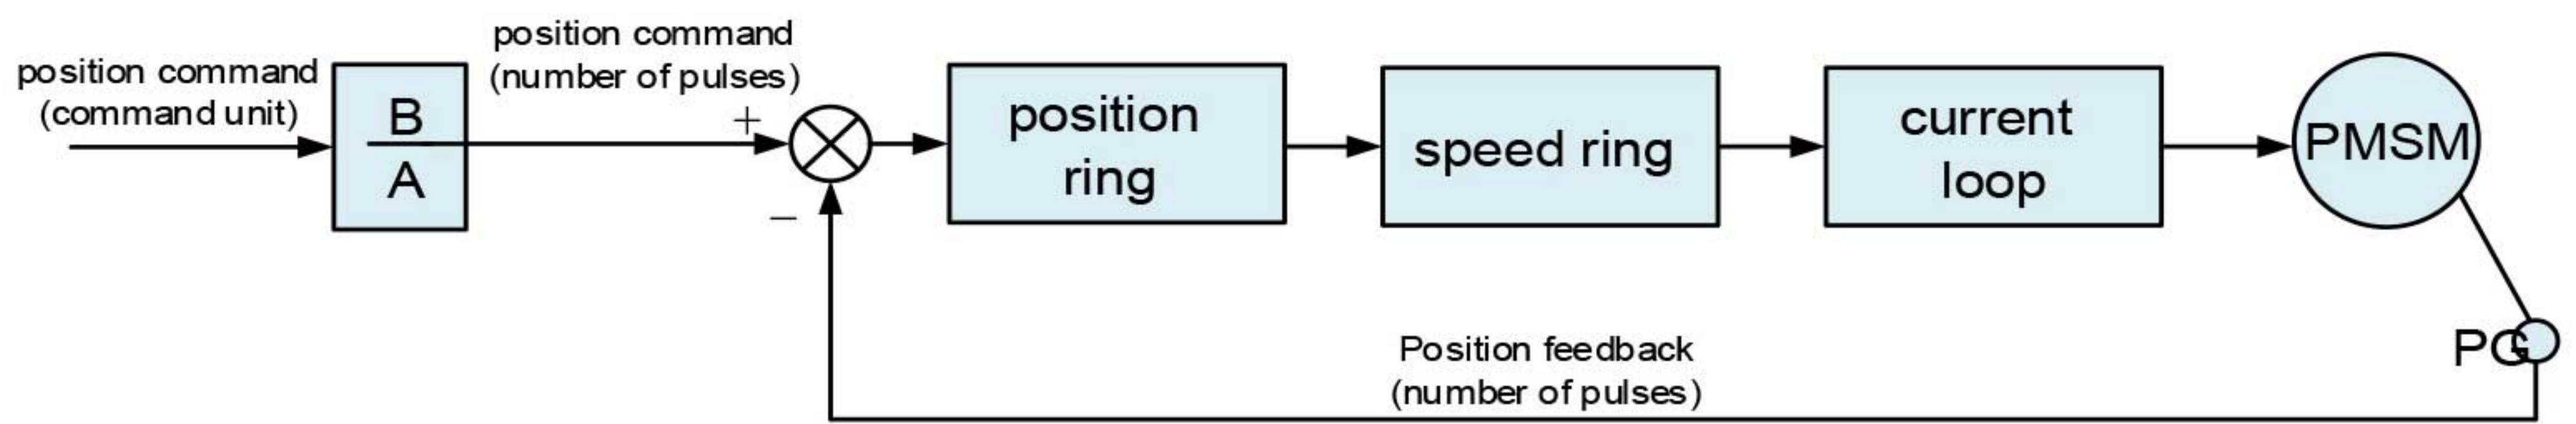 position command
(command unit)
B
A
position command
(number of pulses)
+
−
position
ring
speed ring
current
loop
PMSM
PG
Position feedback
(number of pulses)